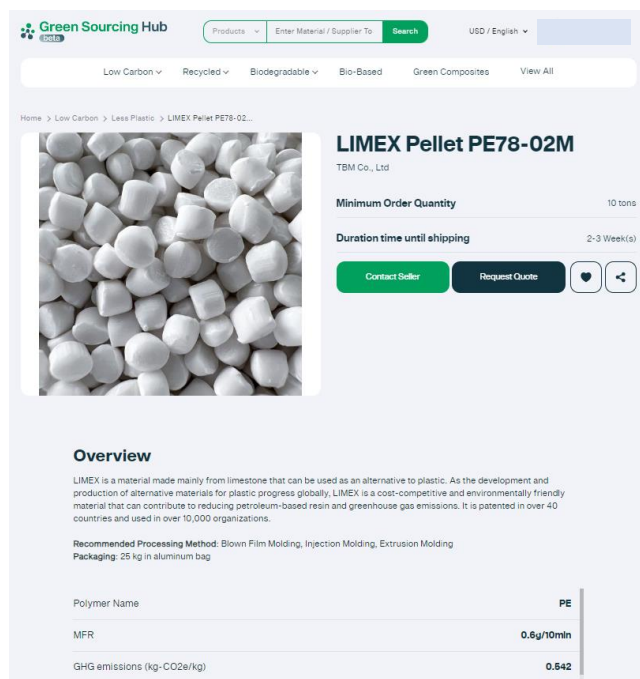 Green Sourcing Hub
beta
Products
Enter Material / Supplier To
Search
USD / English
Low Carbon
Recycled
Biodegradable
Bio-Based
Green Composites
View All
Home > Low Carbon > Less Plastic > LIMEX Pellet PE78-02...
LIMEX Pellet PE78-02M
TBM Co., Ltd
Minimum Order Quantity 10 tons
Duration time until shipping 2-3 Week(s)
Contact Seller
Request Quote
Overview
LIMEX is a material made mainly from limestone that can be used as an alternative to plastic. As the development and
production of alternative materials for plastic progress globally, LIMEX is a cost-competitive and environmentally friendly
material that can contribute to reducing petroleum-based resin and greenhouse gas emissions. It is patented in over 40
countries and used in over 10,000 organizations.
Recommended Processing Method: Blown Film Molding, Injection Molding, Extrusion Molding
Packaging: 25 kg in aluminum bag
Polymer Name PE
MFR 0.6g/10min
GHG emissions (kg-CO2e/kg) 0.542